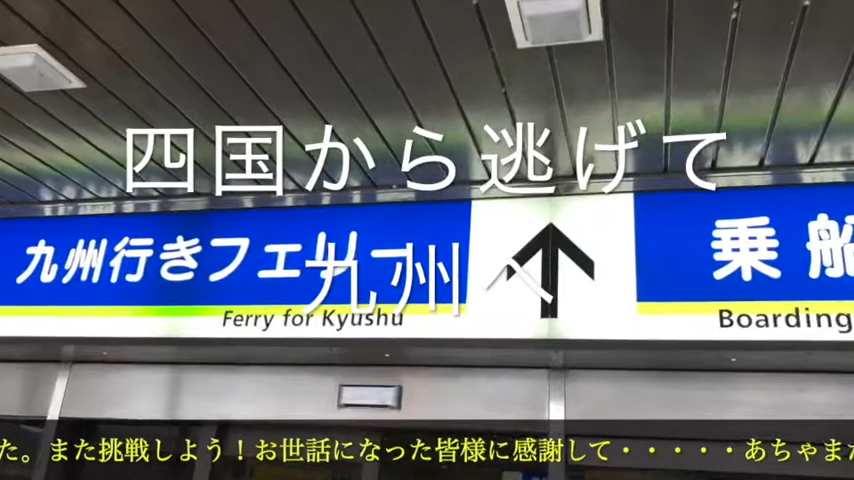 四国から逃げて
九州へ
九州行きフェリー
乗船
Ferry for Kyushu
Boarding
た。また挑戦しよう！お世話になった皆様に感謝して・・・・・あちゃまだ